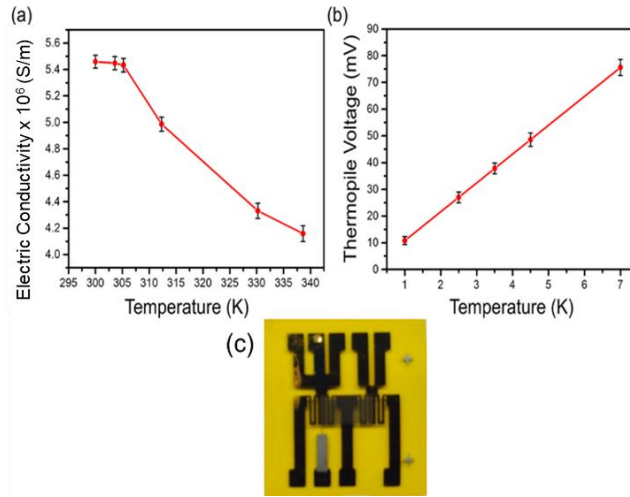 (a)
Electric Conductivity x 10⁶ (S/m)
5.6
5.4
5.2
5.0
4.8
4.6
4.4
4.2
4.0
295 300 305 310 315 320 325 330 335 340
Temperature (K)
(b)
Thermopile Voltage (mV)
90
80
70
60
50
40
30
20
10
0
1 2 3 4 5 6 7
Temperature (K)
(c)